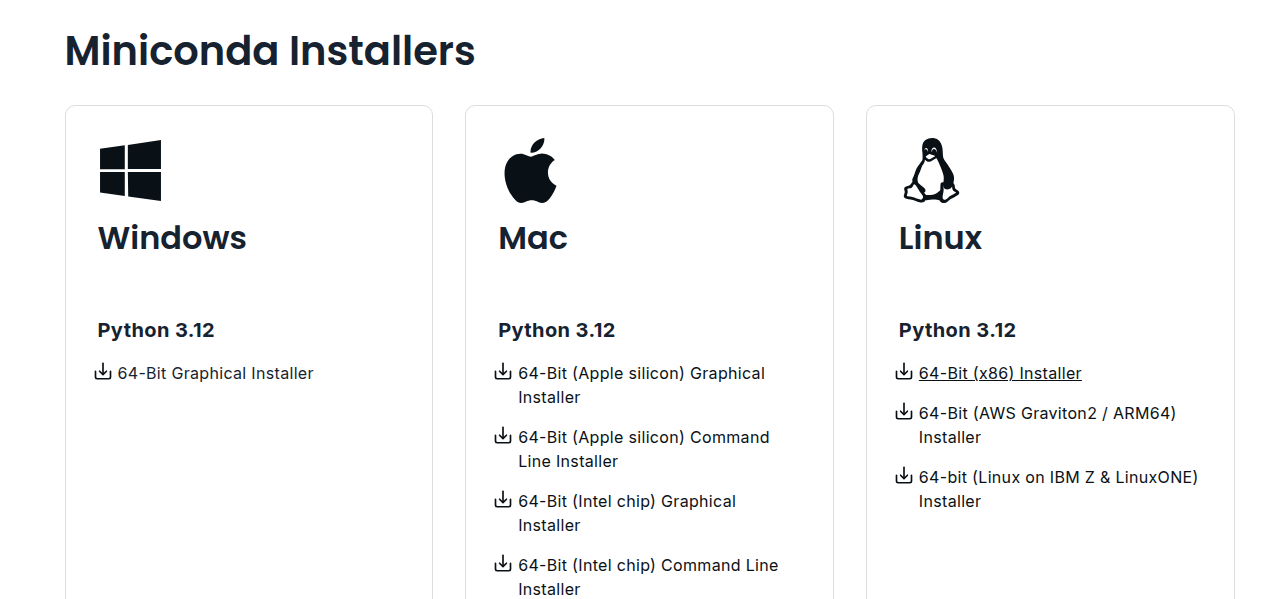 Miniconda Installers
Windows
Python 3.12
64-Bit Graphical Installer
Mac
Python 3.12
64-Bit (Apple silicon) Graphical
Installer
64-Bit (Apple silicon) Command
Line Installer
64-Bit (Intel chip) Graphical
Installer
64-Bit (Intel chip) Command Line
Installer
Linux
Python 3.12
64-Bit (x86) Installer
64-Bit (AWS Graviton2 / ARM64)
Installer
64-bit (Linux on IBM Z & LinuxONE)
Installer